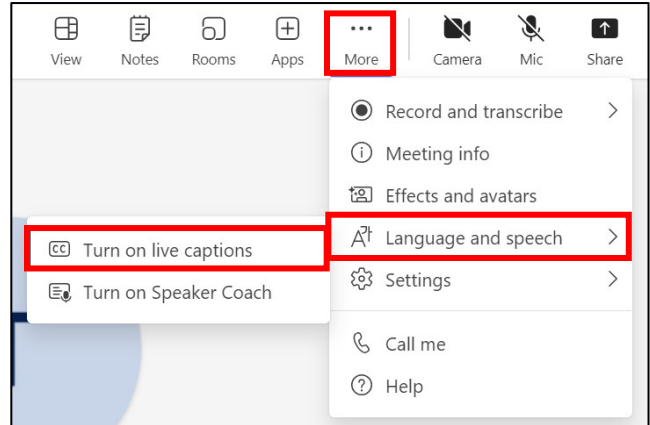 View Notes Rooms Apps More Camera Mic Share
Record and transcribe
Meeting info
Effects and avatars
Language and speech
Settings
Call me
Help
CC Turn on live captions
Turn on Speaker Coach